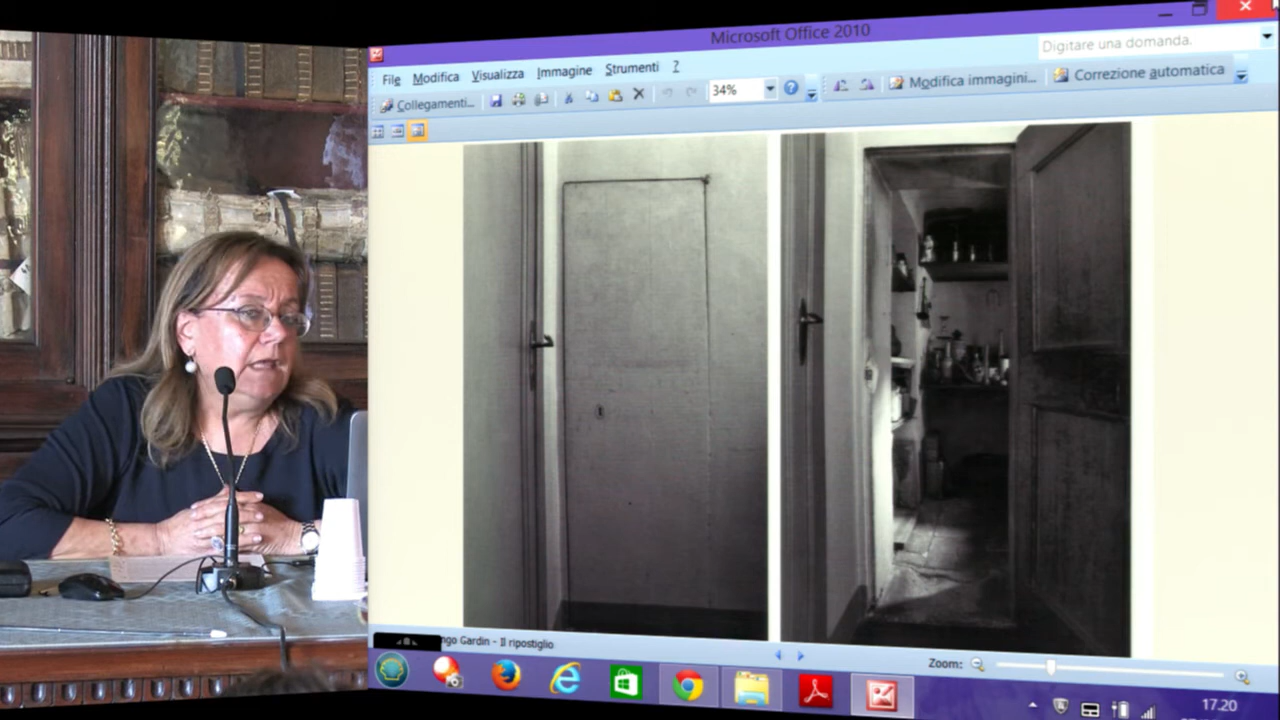 Microsoft Office 2010
Digitare una domanda.
File Modifica Visualizza Immagine Strumenti ?
Collegamenti... 34% Modifica immagini... Correzione automatica
ngo Gardin - Il ripostiglio
Zoom:
17.20